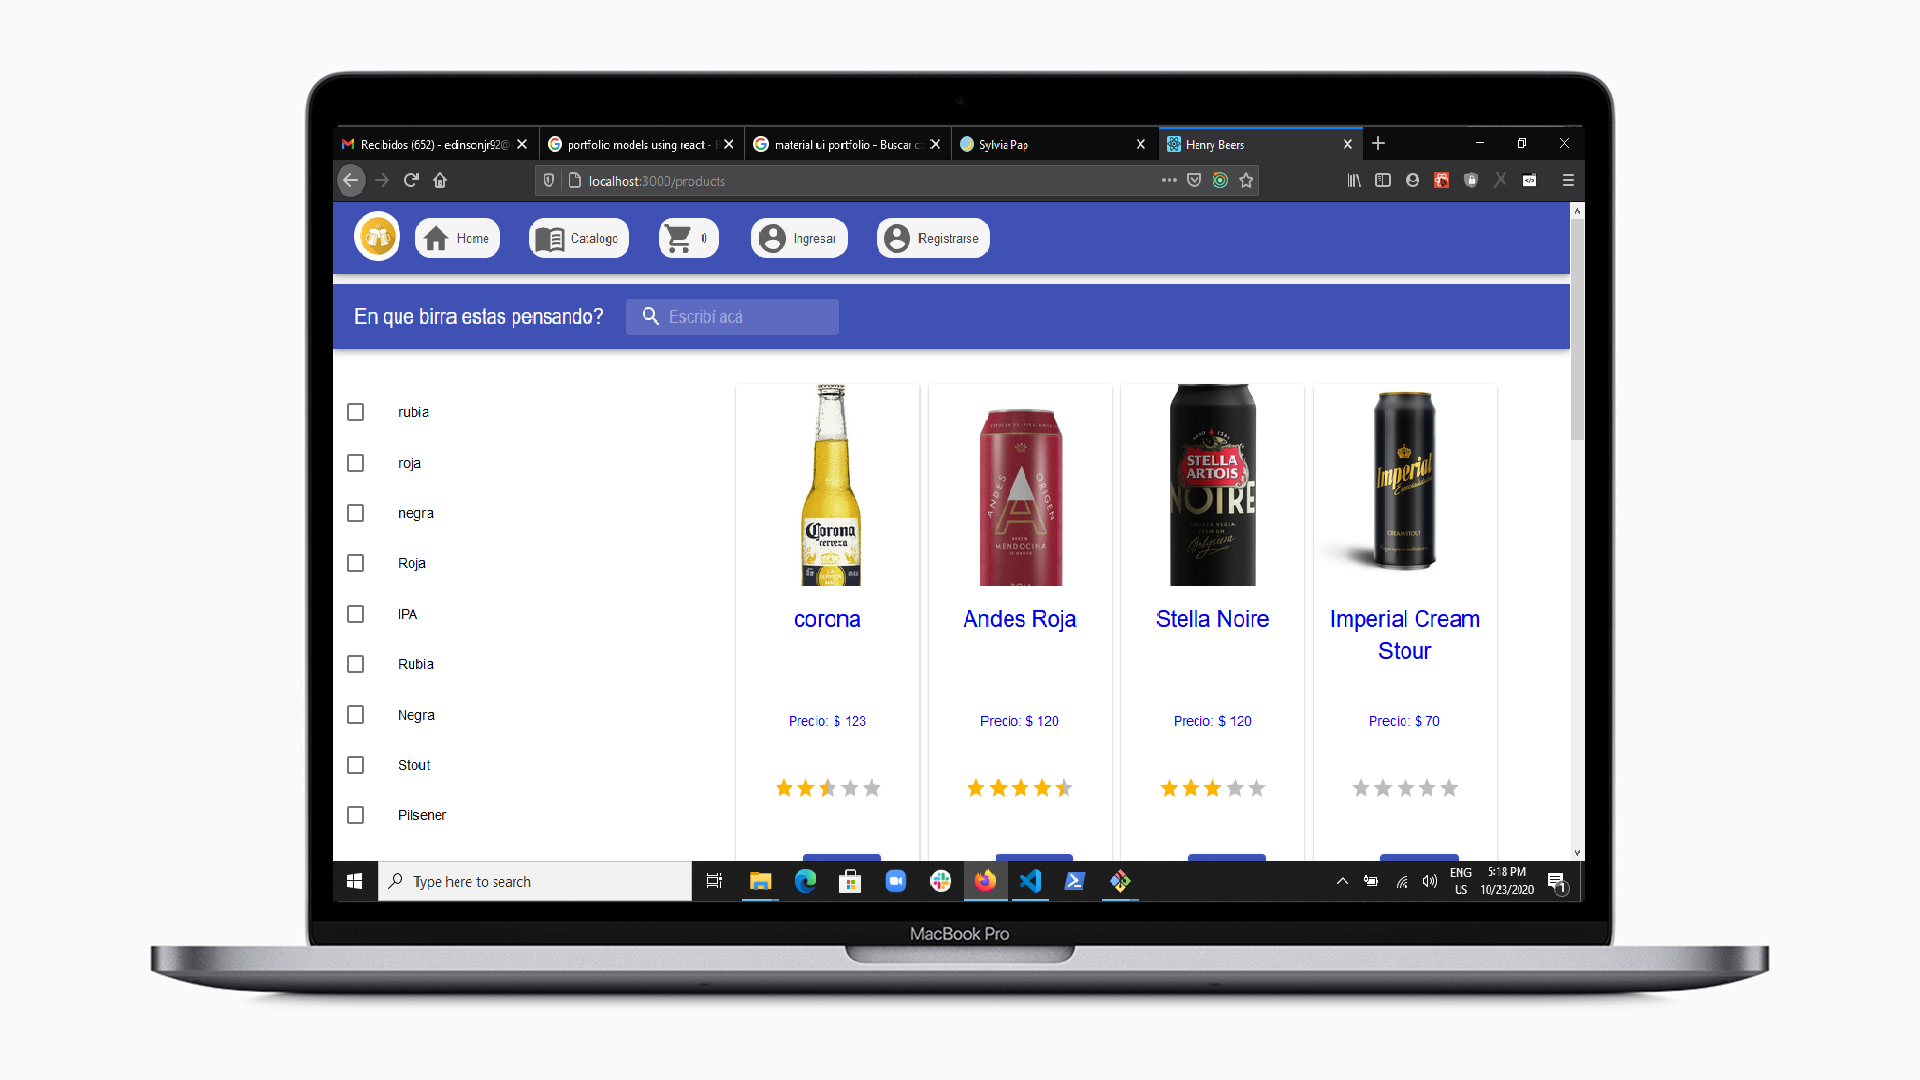 Recibidos (652) - edinsonjr92@
portfolio models using react -
material ui portfolio - Buscar c
Sylvia Pap
Henry Beers
localhost:3000/products
Home
Catalogo
0
Ingresar
Registrarse
En que birra estas pensando?
Escribí acá
rubia
roja
negra
Roja
IPA
Rubia
Negra
Stout
Pilsener
Corona
cerveza
corona
Precio: $ 123
ANDES
ORIGEN
MENDOCINA
Andes Roja
Precio: $ 120
STELLA
ARTOIS
NOIRE
Belgium
Stella Noire
Precio: $ 120
Imperial
CREAM STOUT
Imperial Cream
Stour
Precio: $ 70
Type here to search
ENG
US
5:18 PM
10/23/2020
1
MacBook Pro